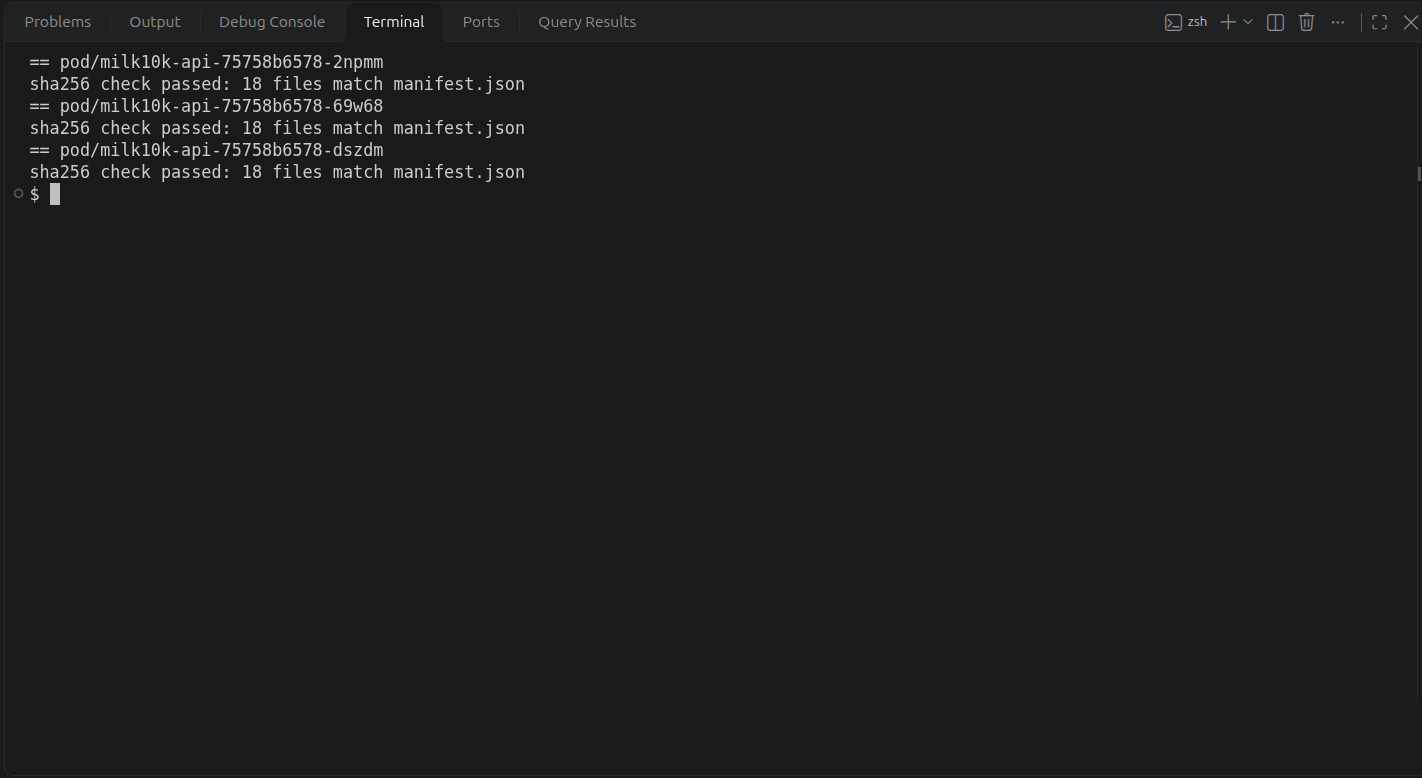 Problems Output Debug Console Terminal Ports Query Results zsh
== pod/milk10k-api-75758b6578-2npmm
sha256 check passed: 18 files match manifest.json
== pod/milk10k-api-75758b6578-69w68
sha256 check passed: 18 files match manifest.json
== pod/milk10k-api-75758b6578-dszdm
sha256 check passed: 18 files match manifest.json
$